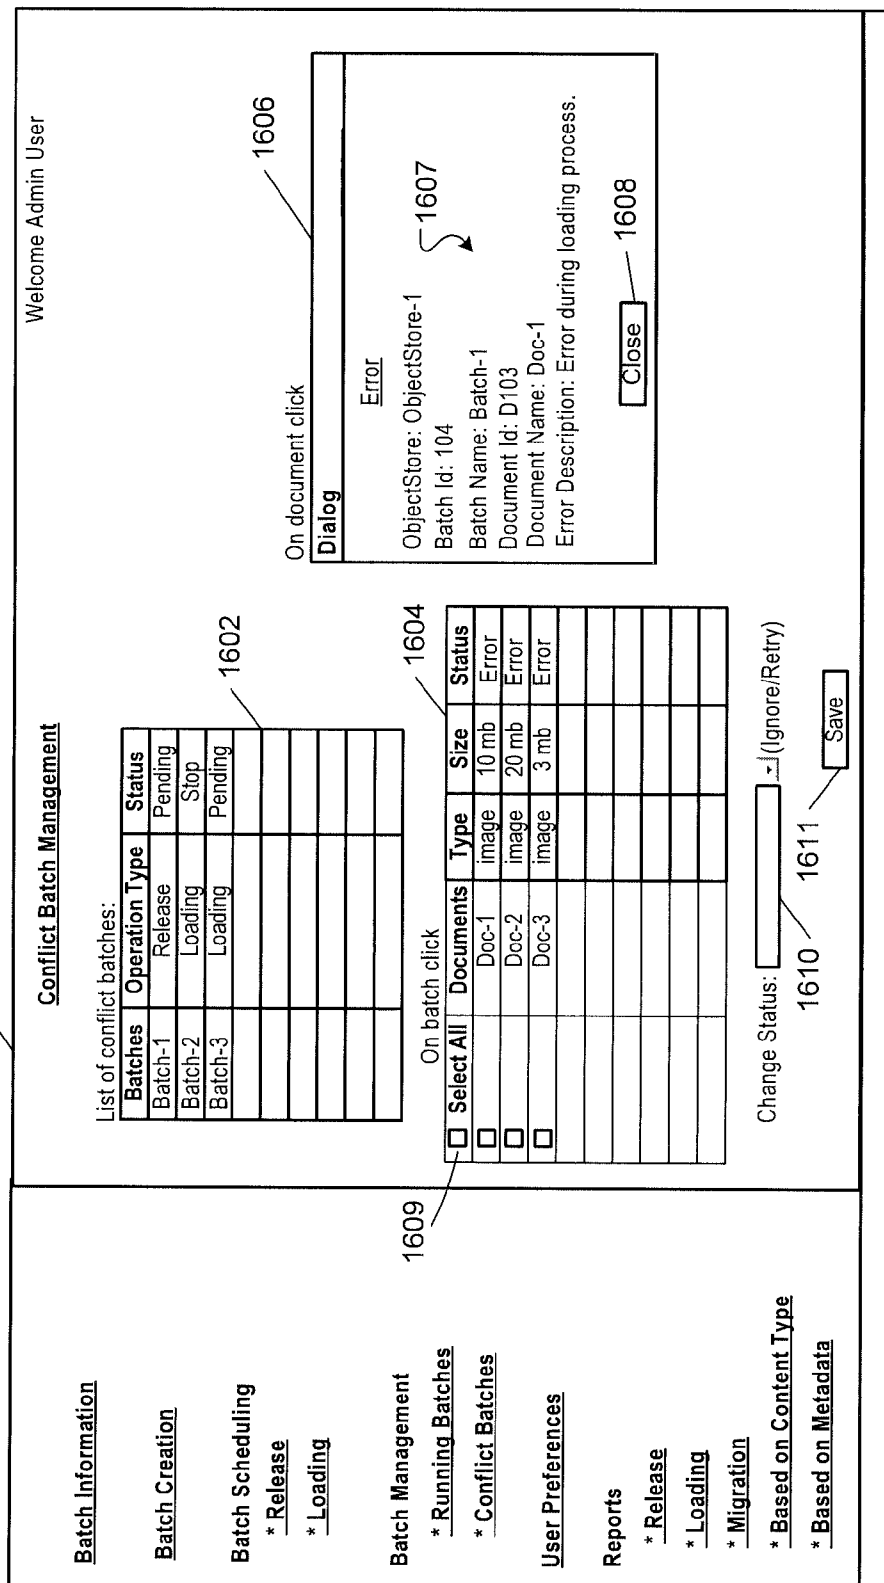 Welcome Admin User
Batch Information
Batch Creation
Batch Scheduling
* Release
* Loading
Batch Management
* Running Batches
* Conflict Batches
User Preferences
Reports
* Release
* Loading
* Migration
* Based on Content Type
* Based on Metadata
Conflict Batch Management
List of conflict batches:
Batches Operation Type Status
Batch-1 Release Pending
Batch-2 Loading Stop
Batch-3 Loading Pending
1602
On batch click
1604
1609
Select All Documents Type Size Status
Doc-1 image 10 mb Error
Doc-2 image 20 mb Error
Doc-3 image 3 mb Error
Change Status: (Ignore/Retry)
1610
1611
Save
1606
On document click
Dialog
Error
ObjectStore: ObjectStore-1
Batch Id: 104
1607
Batch Name: Batch-1
Document Id: D103
Document Name: Doc-1
Error Description: Error during loading process.
Close
1608